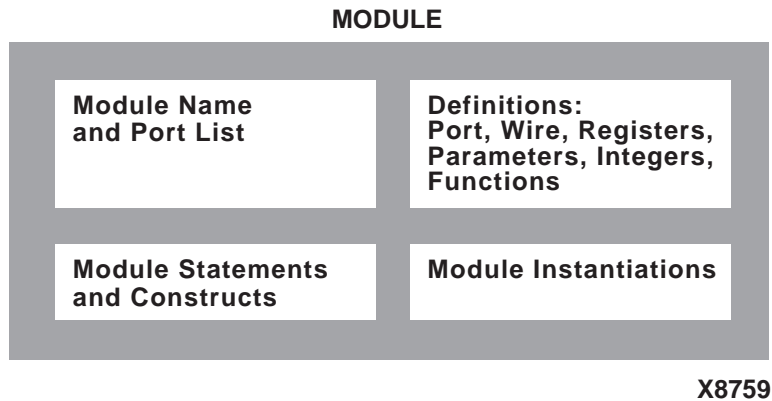 MODULE
Module Name
and Port List
Definitions:
Port, Wire, Registers,
Parameters, Integers,
Functions
Module Statements
and Constructs
Module Instantiations
X8759